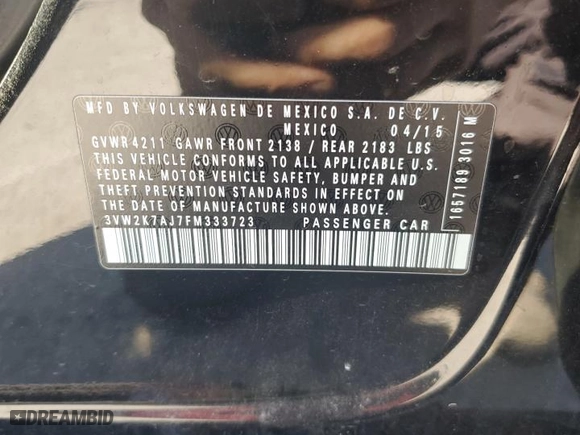 MFD BY VOLKSWAGEN DE MEXICO S.A. DE C.V.
MEXICO 04/15
GVWR 4211 GAWR FRONT 2138 / REAR 2183 LBS
THIS VEHICLE CONFORMS TO ALL APPLICABLE U.S.
FEDERAL MOTOR VEHICLE SAFETY, BUMPER AND
THEFT PREVENTION STANDARDS IN EFFECT ON
THE DATE OF MANUFACTURE SHOWN ABOVE.
3VW2K7AJ7FM333723 PASSENGER CAR
1657189 3016 M
DREAMBID